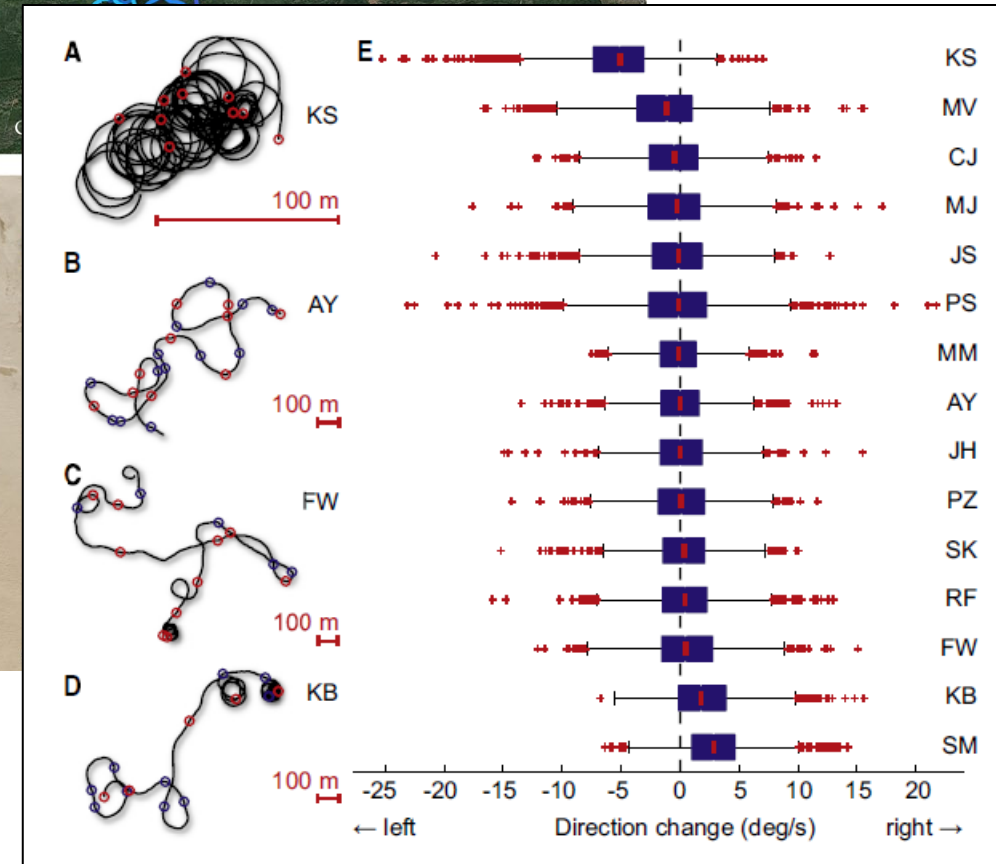 A
KS
100 m
B
AY
100 m
C
FW
100 m
D
KB
100 m
E
KS
MV
CJ
MJ
JS
PS
MM
AY
JH
PZ
SK
RF
FW
KB
SM
-25 -20 -15 -10 -5 0 5 10 15 20
← left Direction change (deg/s) right →